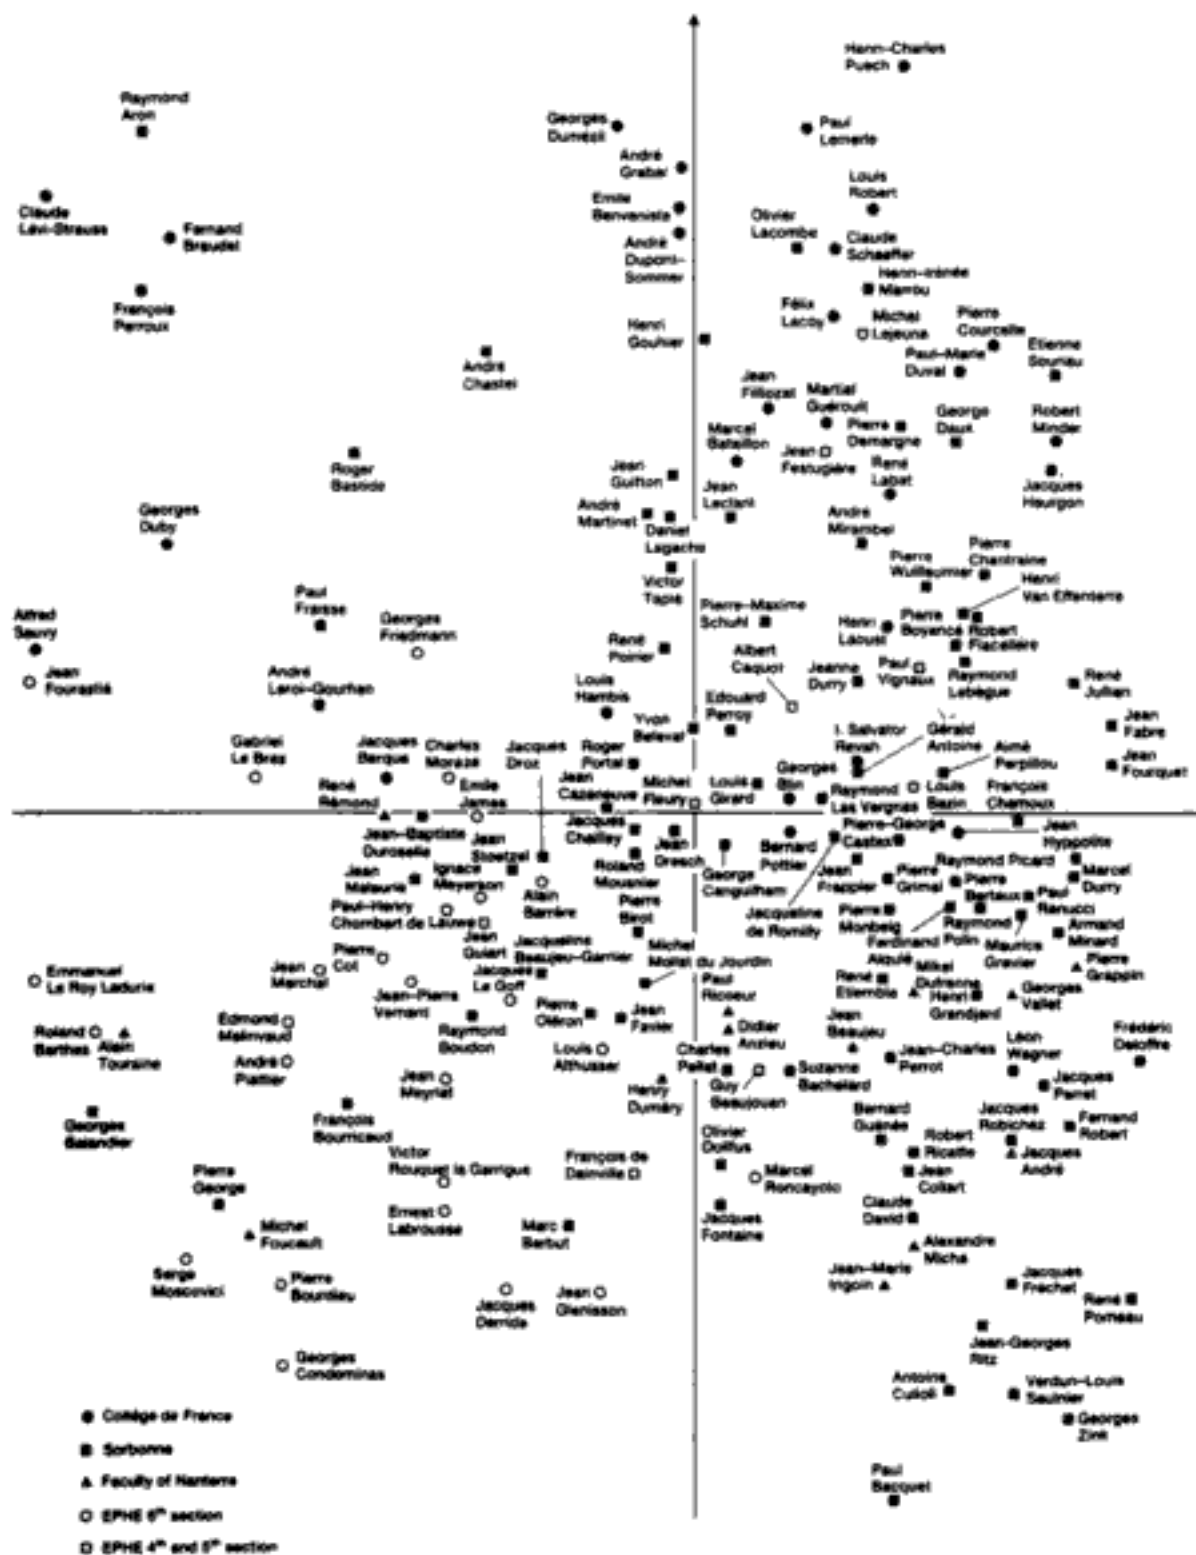 Henri-Charles
Puech
Raymond
Aron
Georges
Dumézil
Paul
Lemerle
André
Grabar
Claude
Lévi-Strauss
Fernand
Braudel
Emile
Benveniste
Louis
Robert
Olivier
Lacombe
Claude
Schaeffer
André
Dupont-
Sommer
Henri-Irénée
Marrou
François
Perroux
Félix
Lacoy
Michel
Lejeune
Pierre
Courcelle
Henri
Gouhier
Paul-Marie
Duval
Etienne
Souriau
André
Chastel
Jean
Filliozat
Martial
Guéroult
Pierre
Demargne
George
Daux
Robert
Minder
Marcel
Bataillon
Jean
Festugière
René
Labat
Jacques
Heurgon
Roger
Bastide
Jean
Guitton
Jean
Leclant
Georges
Duby
André
Martinet
Daniel
Lagache
André
Mirambel
Victor
Tapié
Pierre
Wuilleumier
Pierre
Chantraine
Henri
Van Effenterre
Paul
Fraisse
Georges
Friedmann
Pierre-Maxime
Schuhl
Henri
Laoust
Pierre
Boyancé
Robert
Flacelière
Alfred
Sauvy
Jean
Fourastié
René
Poirier
Albert
Caquot
Jeanne
Durry
Paul
Vignaux
Raymond
Lebègue
René
Jullian
André
Leroi-Gourhan
Louis
Hambis
Yvon
Belaval
Edouard
Perroy
I. Salvator
Revah
Gérald
Antoine
Aimé
Perpillou
Jean
Fabre
Jean
Fourquet
Gabriel
Le Bras
Jacques
Berque
Charles
Morazé
Jacques
Droz
Roger
Portal
René
Rémond
Emile
James
Jean
Cazeneuve
Michel
Fleury
Louis
Girard
Georges
Blin
Raymond
Las Vergnas
Louis
Bazin
François
Chamoux
Jean-Baptiste
Duroselle
Jean
Stoetzel
Jacques
Chailley
Jean
Dresch
Bernard
Pottier
Pierre-George
Castex
Jean
Hyppolite
Jean
Malaurie
Ignace
Meyerson
Roland
Mousnier
George
Canguilhem
Jean
Frappier
Pierre
Grimal
Raymond Picard
Pierre
Bertaux
Marcel
Durry
Paul-Henry
Chombart de Lauwe
Alain
Barrère
Pierre
Birot
Jacqueline
de Romilly
Pierre
Monbeig
Ferdinand
Alquié
Raymond
Polin
Paul
Renucci
Maurice
Gravier
Armand
Minard
Pierre
Cot
Jean
Guiart
Jacqueline
Beaujeu-Garnier
Michel
Mollat du Jourdin
Pierre
Grappin
Emmanuel
Le Roy Ladurie
Jean
Marchal
Jean-Pierre
Vernant
Jacques
Le Goff
Paul
Ricoeur
René
Etiemble
Mikel
Dufrenne
Henri
Grandjard
Georges
Vallet
Roland
Barthes
Alain
Touraine
Edmond
Malinvaud
Raymond
Boudon
Pierre
Oléron
Jean
Favier
Didier
Anzieu
Jean
Beaujeu
Frédéric
Deloffre
André
Piatier
Louis
Althusser
Charles
Pellat
Guy
Beaujouan
Suzanne
Bachelard
Jean-Charles
Perrot
Léon
Wagner
Jacques
Perret
Jean
Meyriat
Henry
Duméry
Georges
Balandier
François
Bourricaud
Bernard
Guénée
Jacques
Robichez
Fernand
Robert
Olivier
Dollfus
Robert
Ricatte
Jacques
André
Victor
Rouquet la Garrigue
François de
Dainville
Marcel
Roncayolo
Jean
Collart
Pierre
George
Ernest
Labrousse
Marc
Barbut
Jacques
Fontaine
Claude
David
Michel
Foucault
Alexandre
Micha
Serge
Moscovici
Pierre
Bourdieu
Jacques
Derrida
Jean
Glénisson
Jean-Marie
Ingoin
Jacques
Fréchet
René
Pomeau
Jean-Georges
Ritz
Georges
Condominas
Antoine
Culioli
Verdun-Louis
Saulnier
Georges
Zink
Collège de France
Sorbonne
Faculty of Nanterre
EPHE 6th section
EPHE 4th and 5th section
Paul
Bacquet